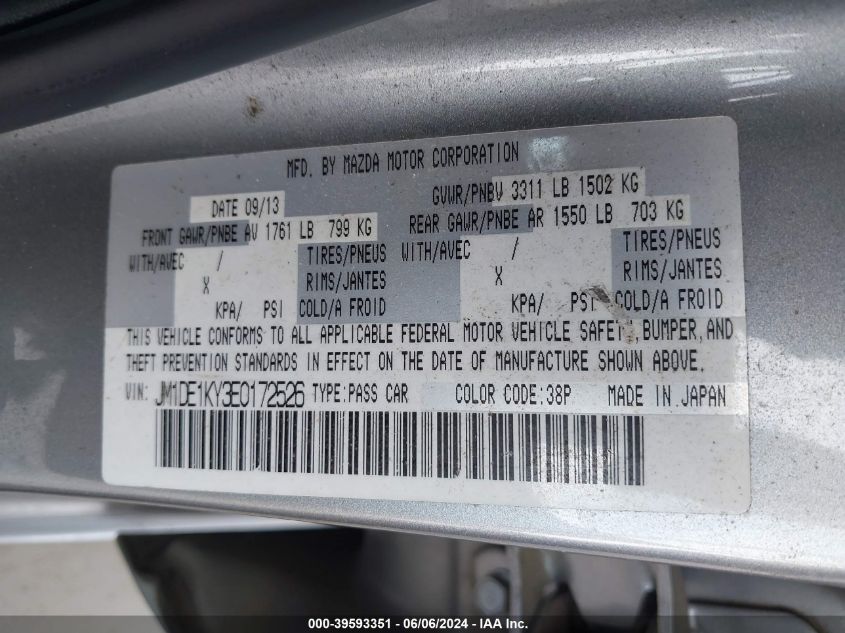 MFD. BY MAZDA MOTOR CORPORATION
DATE 09/13 GVWR/PNBV 3311 LB 1502 KG
FRONT GAWR/PNBE AV 1761 LB 799 KG REAR GAWR/PNBE AR 1550 LB 703 KG
WITH/AVEC / TIRES/PNEUS WITH/AVEC / TIRES/PNEUS
X RIMS/JANTES X RIMS/JANTES
KPA/ PSI COLD/A FROID KPA/ PSI COLD/A FROID
THIS VEHICLE CONFORMS TO ALL APPLICABLE FEDERAL MOTOR VEHICLE SAFETY, BUMPER, AND
THEFT PREVENTION STANDARDS IN EFFECT ON THE DATE OF MANUFACTURE SHOWN ABOVE.
VIN: JM1DE1KY3E0172526 TYPE:PASS CAR COLOR CODE:38P MADE IN JAPAN
000-39593351 - 06/06/2024 - IAA Inc.